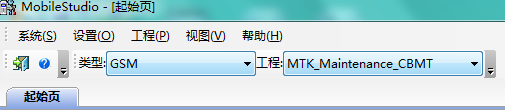 MobileStudio - [起始页]
系统(S) 设置(O) 工程(P) 视图(V) 帮助(H)
类型: GSM 工程: MTK_Maintenance_CBMT
起始页